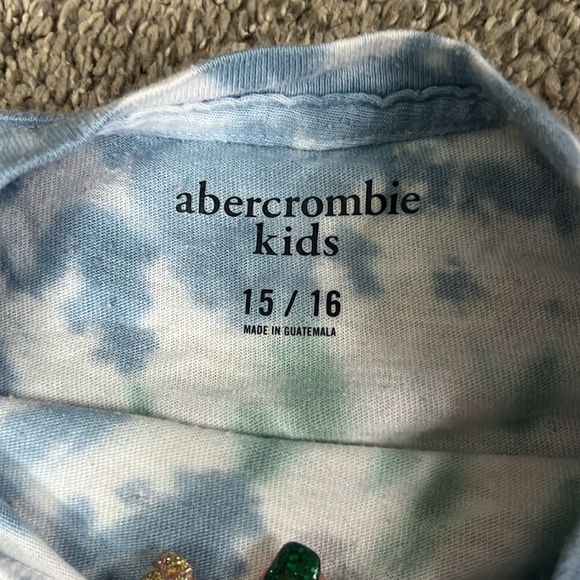 abercrombie
kids
15 / 16
MADE IN GUATEMALA